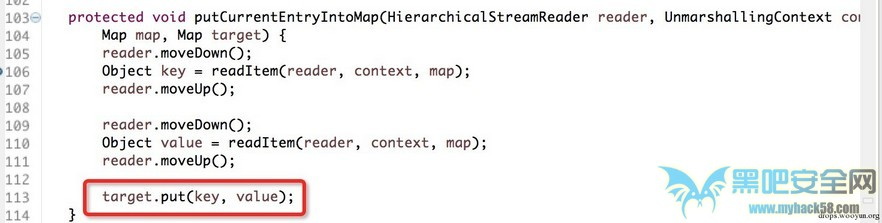 102
103 protected void putCurrentEntryIntoMap(HierarchicalStreamReader reader, UnmarshallingContext con
104 Map map, Map target) {
105 reader.moveDown();
106 Object key = readItem(reader, context, map);
107 reader.moveUp();
108
109 reader.moveDown();
110 Object value = readItem(reader, context, map);
111 reader.moveUp();
112
113 target.put(key, value);
114 }
黑吧安全网
www.myhack58.com
drops.wooyun.org